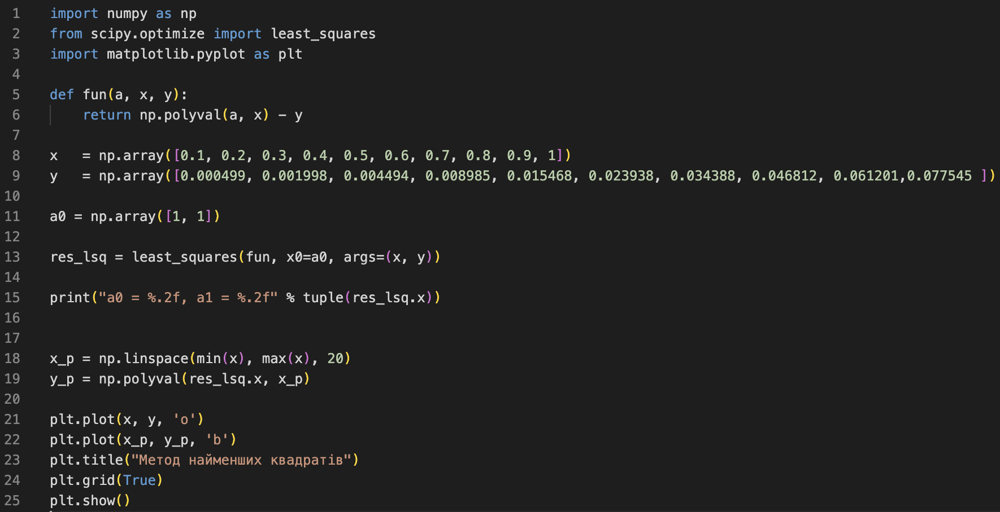 1 import numpy as np
2 from scipy.optimize import least_squares
3 import matplotlib.pyplot as plt
4
5 def fun(a, x, y):
6     return np.polyval(a, x) - y
7
8 x   = np.array([0.1, 0.2, 0.3, 0.4, 0.5, 0.6, 0.7, 0.8, 0.9, 1])
9 y   = np.array([0.000499, 0.001998, 0.004494, 0.008985, 0.015468, 0.023938, 0.034388, 0.046812, 0.061201,0.077545 ])
10
11 a0 = np.array([1, 1])
12
13 res_lsq = least_squares(fun, x0=a0, args=(x, y))
14
15 print("a0 = %.2f, a1 = %.2f" % tuple(res_lsq.x))
16
17
18 x_p = np.linspace(min(x), max(x), 20)
19 y_p = np.polyval(res_lsq.x, x_p)
20
21 plt.plot(x, y, 'o')
22 plt.plot(x_p, y_p, 'b')
23 plt.title("Метод найменших квадратів")
24 plt.grid(True)
25 plt.show()